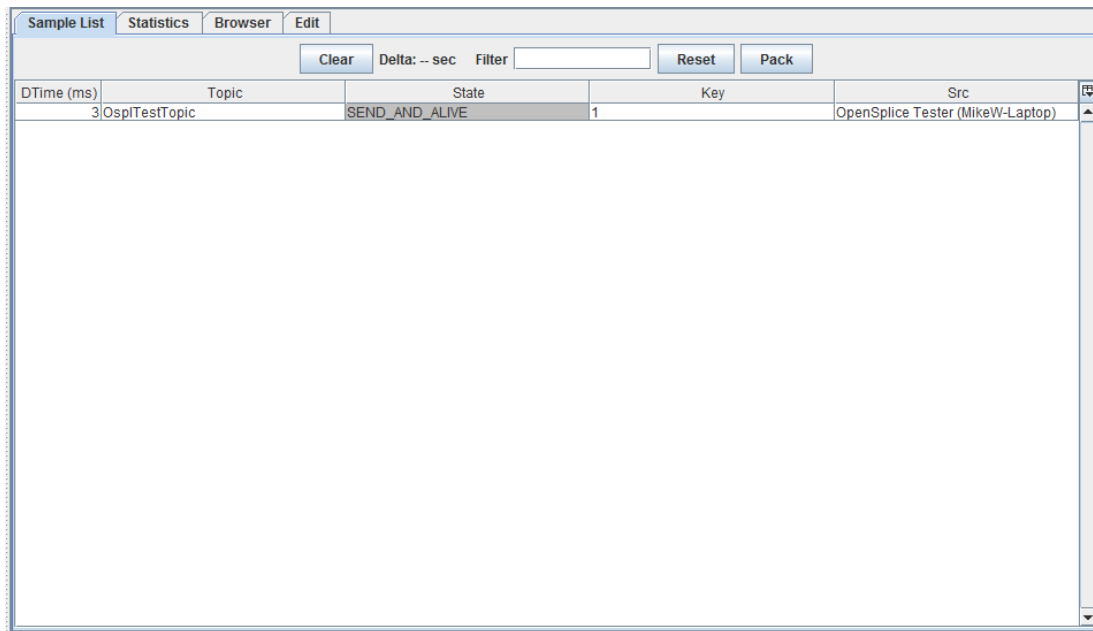 Sample List Statistics Browser Edit
Clear Delta: -- sec Filter Reset Pack
DTime (ms) Topic State Key Src
3 OsplTestTopic SEND_AND_ALIVE 1 OpenSplice Tester (MikeW-Laptop)